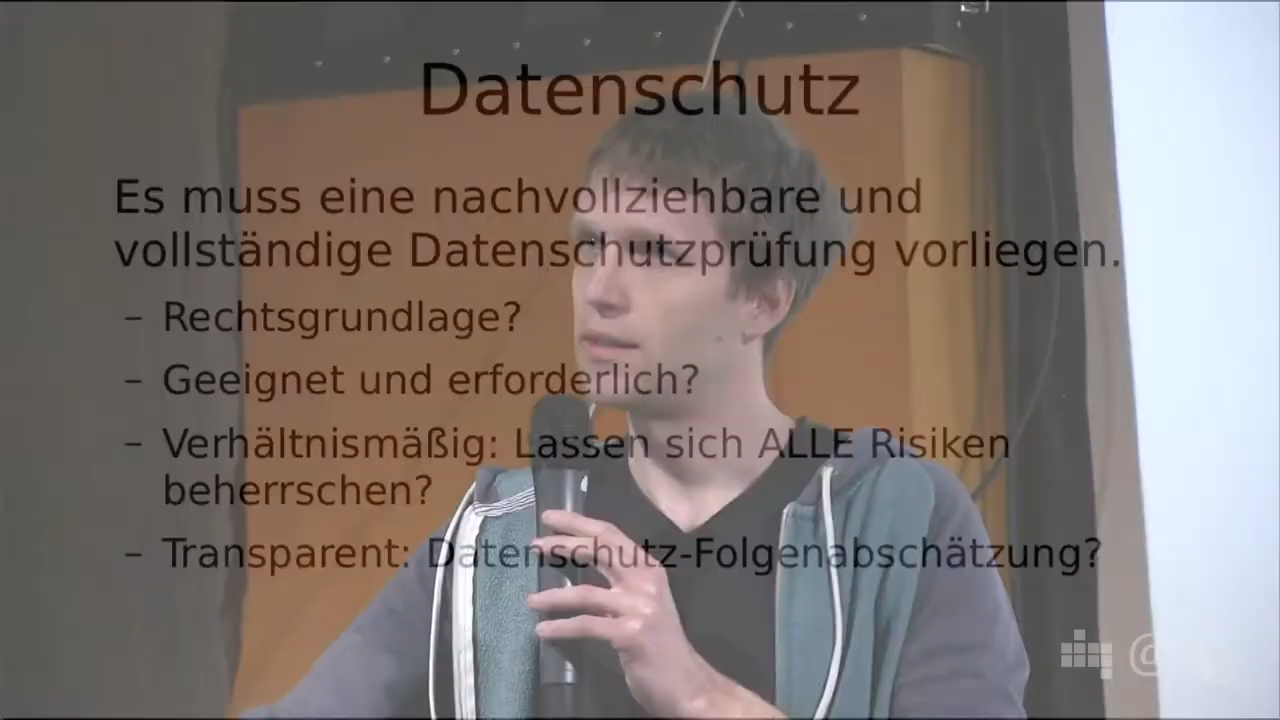 Datenschutz
Es muss eine nachvollziehbare und
vollständige Datenschutzprüfung vorliegen.
– Rechtsgrundlage?
– Geeignet und erforderlich?
– Verhältnismäßig: Lassen sich ALLE Risiken
beherrschen?
– Transparent: Datenschutz-Folgenabschätzung?